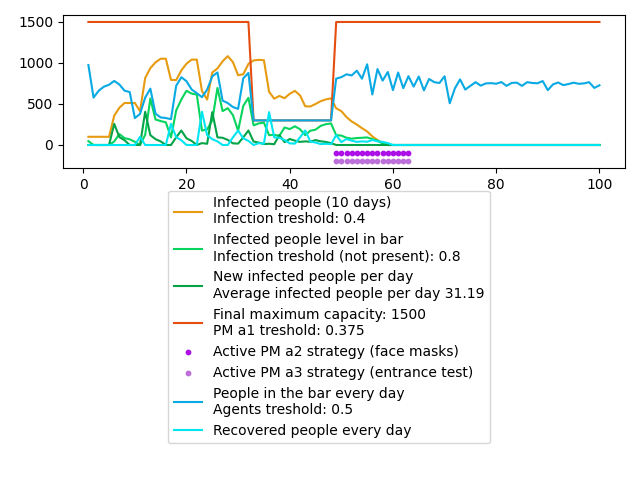 1500
1000
500
0
0 20 40 60 80 100
Infected people (10 days)
Infection treshold: 0.4
Infected people level in bar
Infection treshold (not present): 0.8
New infected people per day
Average infected people per day 31.19
Final maximum capacity: 1500
PM a1 treshold: 0.375
Active PM a2 strategy (face masks)
Active PM a3 strategy (entrance test)
People in the bar every day
Agents treshold: 0.5
Recovered people every day